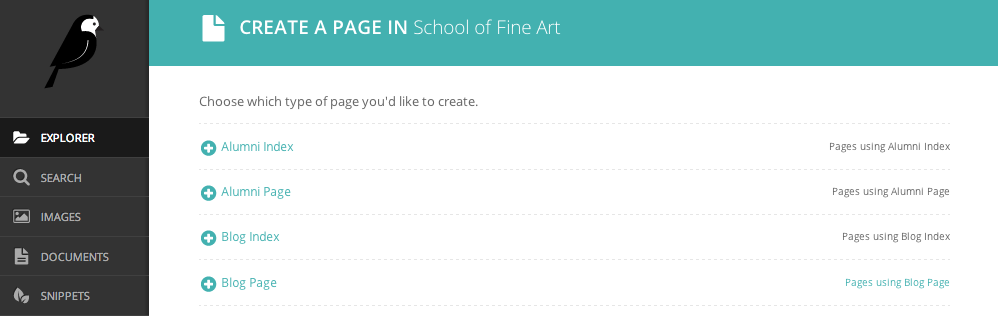 CREATE A PAGE IN School of Fine Art
Choose which type of page you'd like to create.
EXPLORER
SEARCH
IMAGES
DOCUMENTS
SNIPPETS
Alumni Index Pages using Alumni Index
Alumni Page Pages using Alumni Page
Blog Index Pages using Blog Index
Blog Page Pages using Blog Page